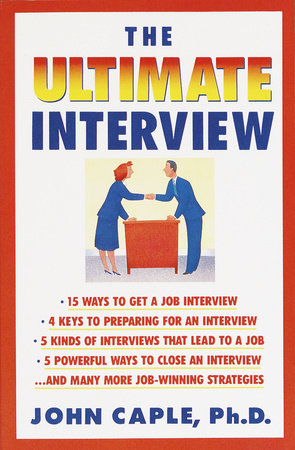 THE
ULTIMATE
INTERVIEW
• 15 WAYS TO GET A JOB INTERVIEW
• 4 KEYS TO PREPARING FOR AN INTERVIEW
• 5 KINDS OF INTERVIEWS THAT LEAD TO A JOB
• 5 POWERFUL WAYS TO CLOSE AN INTERVIEW
...AND MANY MORE JOB-WINNING STRATEGIES
JOHN CAPLE, Ph.D.